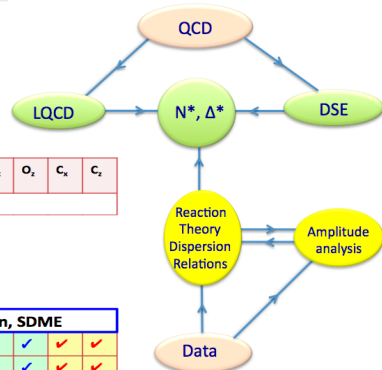 QCD
LQCD
N*, Δ*
DSE
Oz Cx Cz
Reaction
Theory
Dispersion
Relations
Amplitude
analysis
SDME
✔ ✔ ✔
✔ ✔ ✔
Data